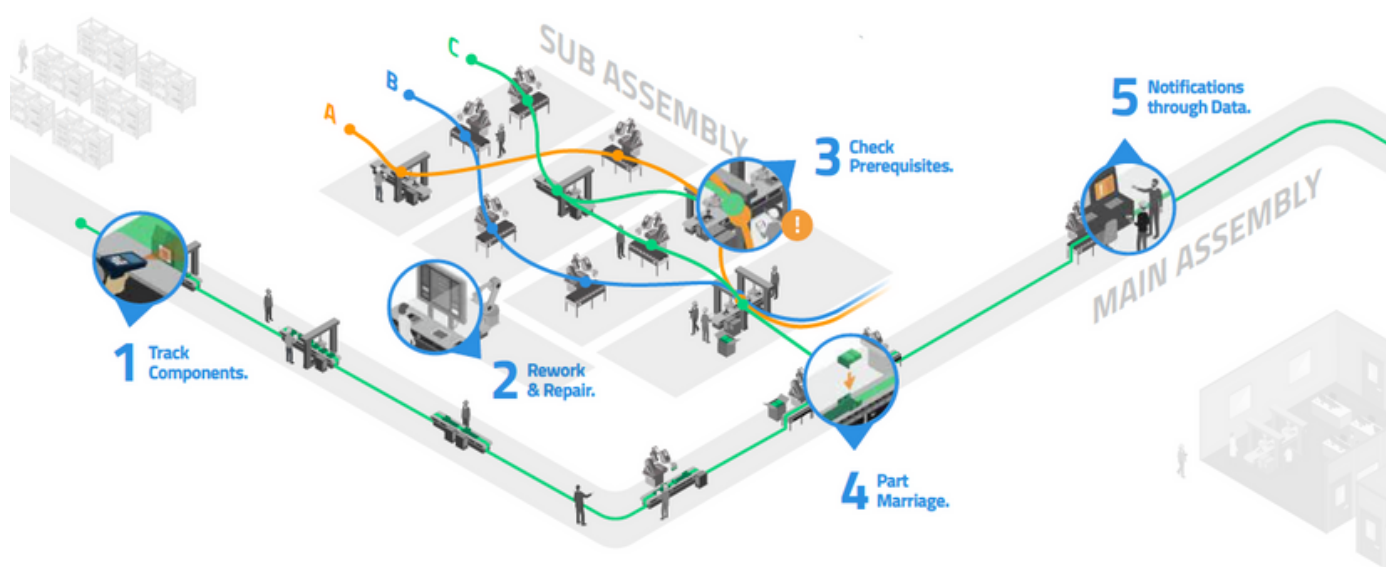 C
SUB ASSEMBLY
B
A
5 Notifications
through Data.
3 Check
Prerequisites.
!
MAIN ASSEMBLY
1 Track
Components.
2 Rework
& Repair.
4 Part
Marriage.